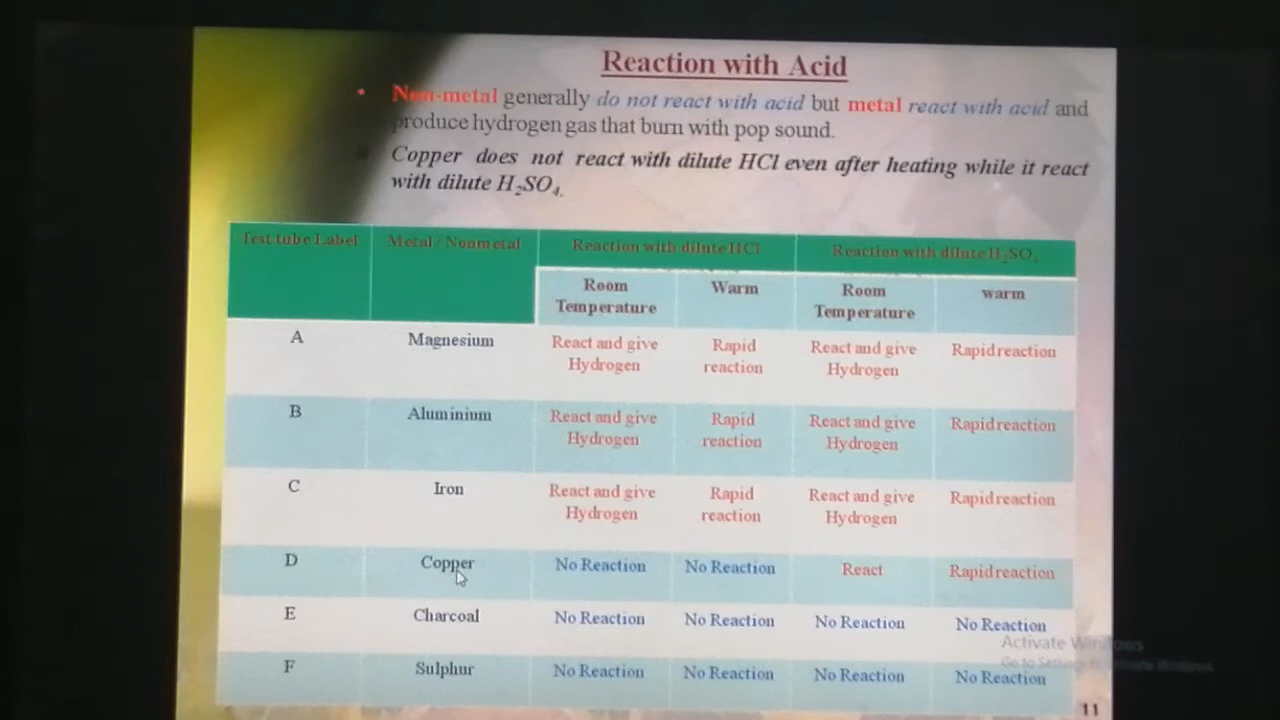 Reaction with Acid
• Non-metal generally do not react with acid but metal react with acid and
produce hydrogen gas that burn with pop sound.
Copper does not react with dilute HCl even after heating while it react
with dilute H₂SO₄.
Test tube Label Metal / Nonmetal Reaction with dilute HCl Reaction with dilute H₂SO₄
Room Temperature Warm Room Temperature warm
A Magnesium React and give Hydrogen Rapid reaction React and give Hydrogen Rapid reaction
B Aluminium React and give Hydrogen Rapid reaction React and give Hydrogen Rapid reaction
C Iron React and give Hydrogen Rapid reaction React and give Hydrogen Rapid reaction
D Copper No Reaction No Reaction React Rapid reaction
E Charcoal No Reaction No Reaction No Reaction No Reaction
Activate Windows
F Sulphur No Reaction No Reaction No Reaction No Reaction
11